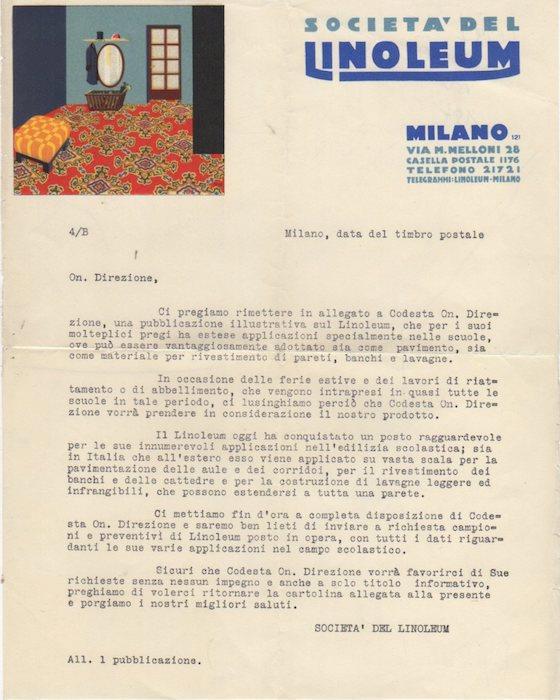 SOCIETA' DEL
LINOLEUM
MILANO 121
VIA M. MELLONI 28
CASELLA POSTALE 1176
TELEFONO 21721
TELEGRAMMI: LINOLEUM - MILANO
4/B
Milano, data del timbro postale
On. Direzione,
Ci pregiamo rimettere in allegato a Codesta On. Dire=
zione, una pubblicazione illustrativa sul Linoleum, che per i suoi
molteplici pregi ha estese applicazioni specialmente nelle scuole,
ove può essere vantaggiosamente adottato sia come pavimento, sia
come materiale per rivestimento di pareti, banchi e lavagne.
In occasione delle ferie estive e dei lavori di riat=
tamento o di abbellimento, che vengono intrapresi in quasi tutte le
scuole in tale periodo, ci lusinghiamo perciò che Codesta On. Dire=
zione vorrà prendere in considerazione il nostro prodotto.
Il Linoleum oggi ha conquistato un posto ragguardevole
per le sue innumerevoli applicazioni nell'edilizia scolastica; sia
in Italia che all'estero esso viene applicato su vasta scala per la
pavimentazione delle aule e dei corridoi, per il rivestimento dei
banchi e delle cattedre e per la costruzione di lavagne leggere ed
infrangibili, che possono estendersi a tutta una parete.
Ci mettiamo fin d'ora a completa disposizione di Code=
sta On. Direzione e saremo ben lieti di inviare a richiesta campio=
ni e preventivi di Linoleum posto in opera, con tutti i dati riguar=
danti le sue varie applicazioni nel campo scolastico.
Sicuri che Codesta On. Direzione vorrà favorirci di Sue
richieste senza nessun impegno e anche a solo titolo informativo,
preghiamo di volerci ritornare la cartolina allegata alla presente
e porgiamo i nostri migliori saluti.
SOCIETA' DEL LINOLEUM
All. 1 pubblicazione.